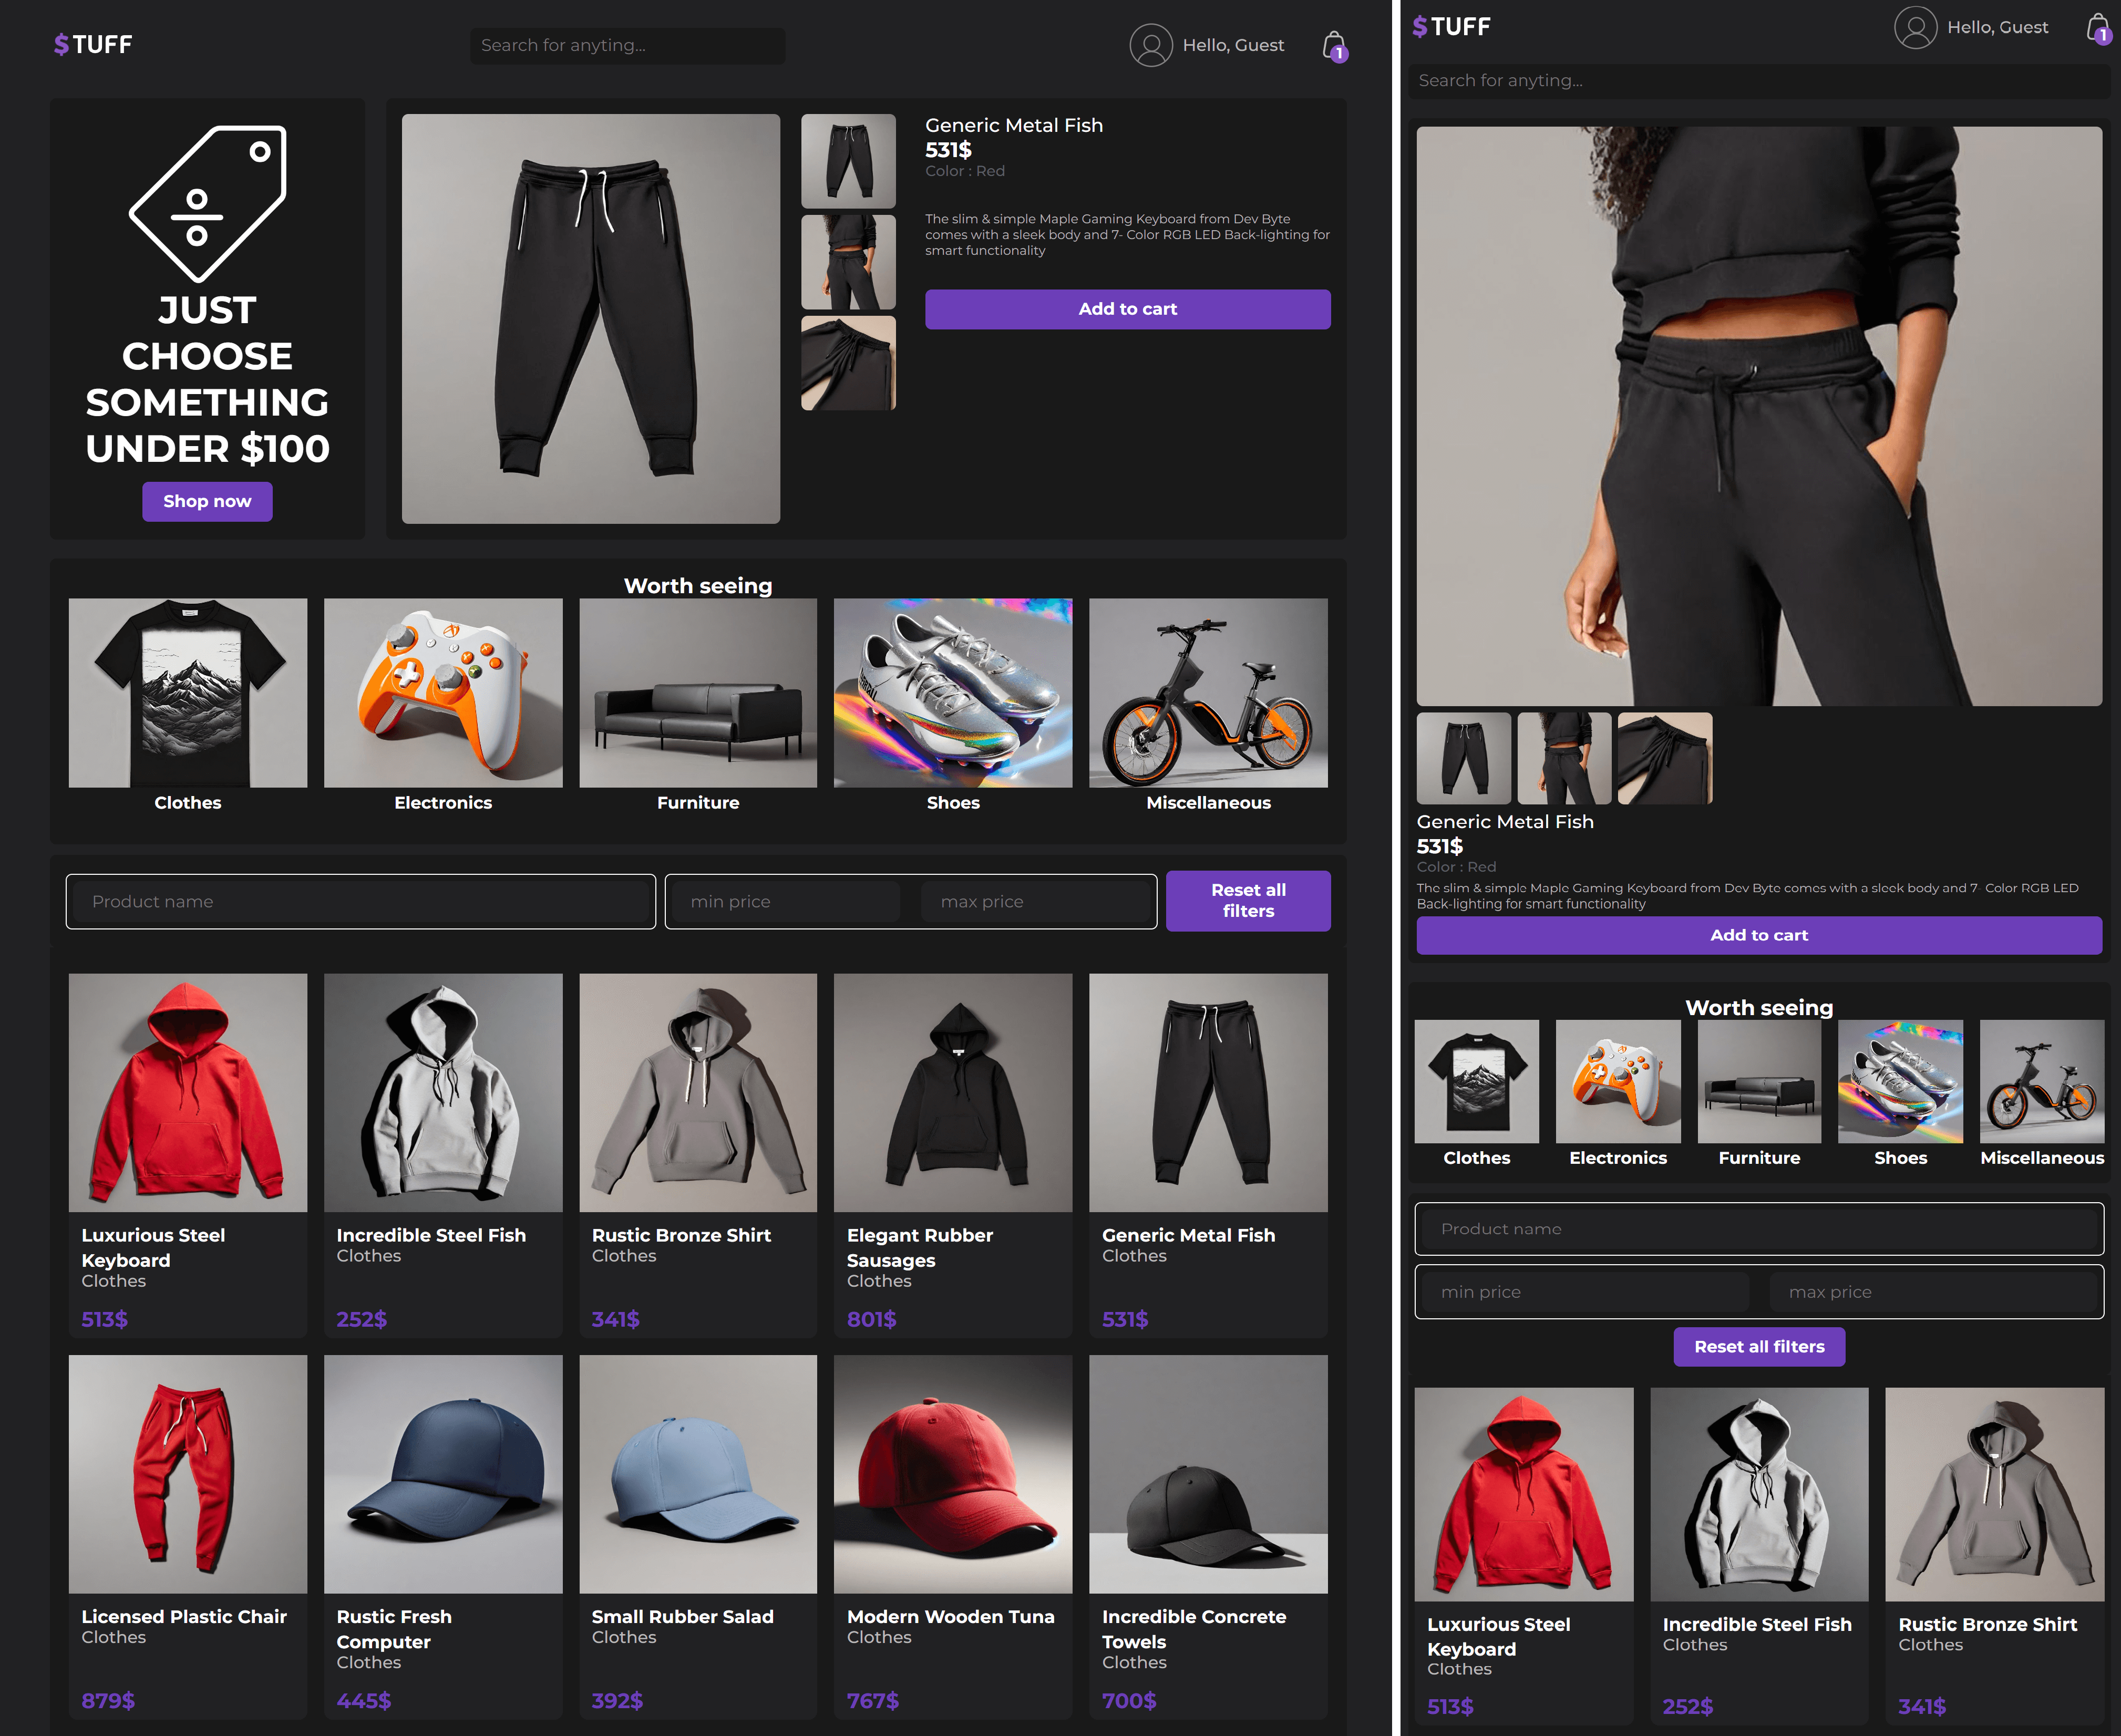 $TUFF
Search for anyting...
Hello, Guest
1
JUST
CHOOSE
SOMETHING
UNDER $100
Shop now
Generic Metal Fish
531$
Color : Red
The slim & simple Maple Gaming Keyboard from Dev Byte
comes with a sleek body and 7- Color RGB LED Back-lighting for
smart functionality
Add to cart
Worth seeing
Clothes
Electronics
Furniture
Shoes
Miscellaneous
Product name
min price
max price
Reset all
filters
Luxurious Steel
Keyboard
Clothes
513$
Incredible Steel Fish
Clothes
252$
Rustic Bronze Shirt
Clothes
341$
Elegant Rubber
Sausages
Clothes
801$
Generic Metal Fish
Clothes
531$
Licensed Plastic Chair
Clothes
879$
Rustic Fresh
Computer
Clothes
445$
Small Rubber Salad
Clothes
392$
Modern Wooden Tuna
Clothes
767$
Incredible Concrete
Towels
Clothes
700$
$TUFF
Hello, Guest
1
Search for anyting...
Generic Metal Fish
531$
Color : Red
The slim & simple Maple Gaming Keyboard from Dev Byte comes with a sleek body and 7- Color RGB LED
Back-lighting for smart functionality
Add to cart
Worth seeing
Clothes
Electronics
Furniture
Shoes
Miscellaneous
Product name
min price
max price
Reset all filters
Luxurious Steel
Keyboard
Clothes
513$
Incredible Steel Fish
Clothes
252$
Rustic Bronze Shirt
Clothes
341$